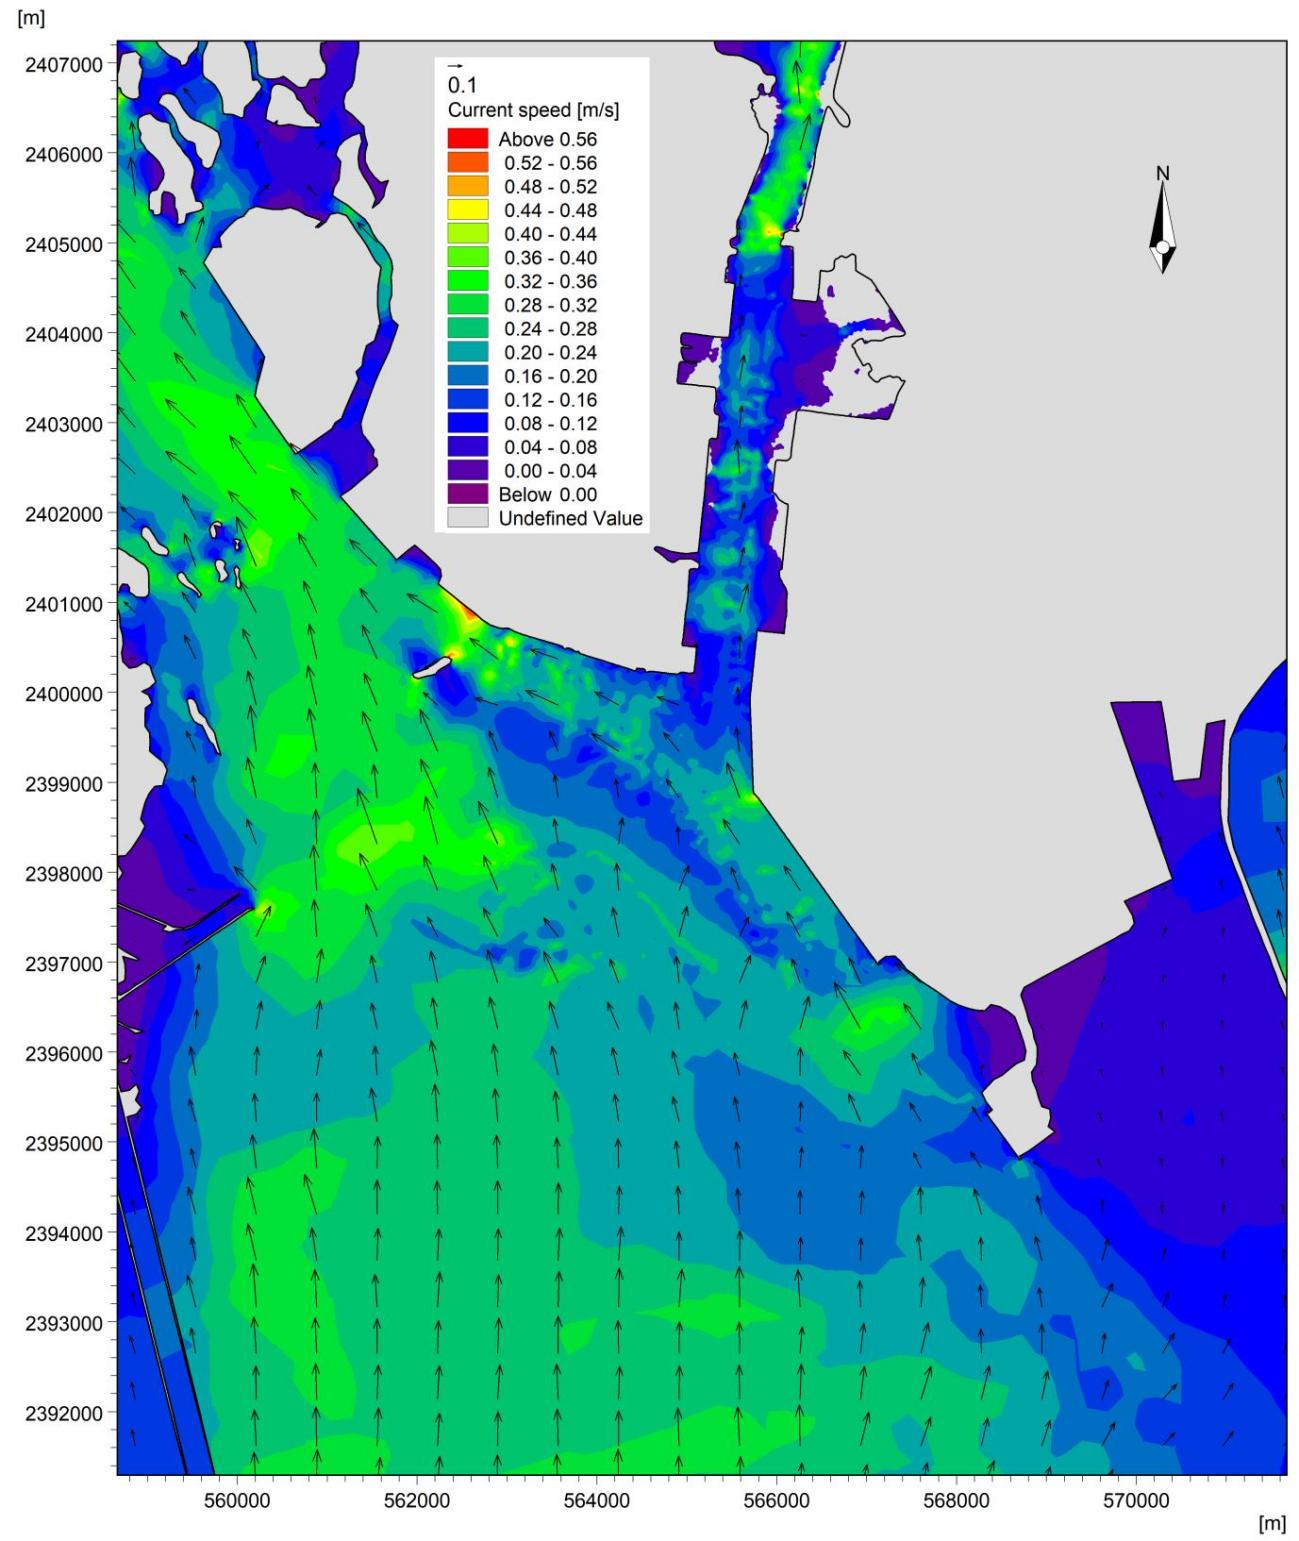 [m]
2407000
2406000
2405000
2404000
2403000
2402000
2401000
2400000
2399000
2398000
2397000
2396000
2395000
2394000
2393000
2392000
0.1
Current speed [m/s]
Above 0.56
0.52 - 0.56
0.48 - 0.52
0.44 - 0.48
0.40 - 0.44
0.36 - 0.40
0.32 - 0.36
0.28 - 0.32
0.24 - 0.28
0.20 - 0.24
0.16 - 0.20
0.12 - 0.16
0.08 - 0.12
0.04 - 0.08
0.00 - 0.04
Below 0.00
Undefined Value
N
560000 562000 564000 566000 568000 570000
[m]